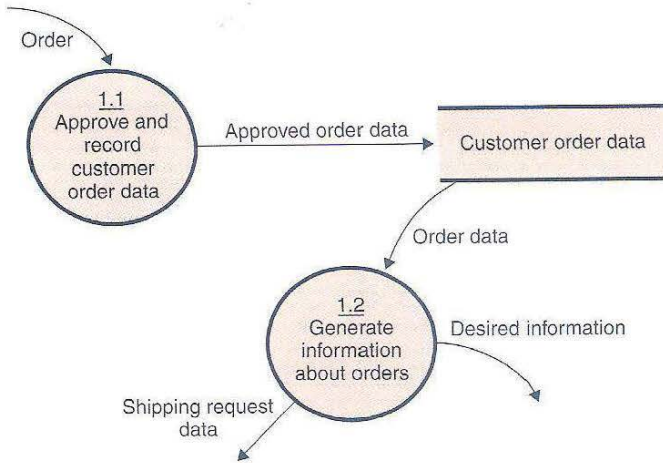 Order
1.1
Approve and
record
customer
order data
Approved order data
Customer order data
Order data
1.2
Generate
information
about orders
Desired information
Shipping request
data